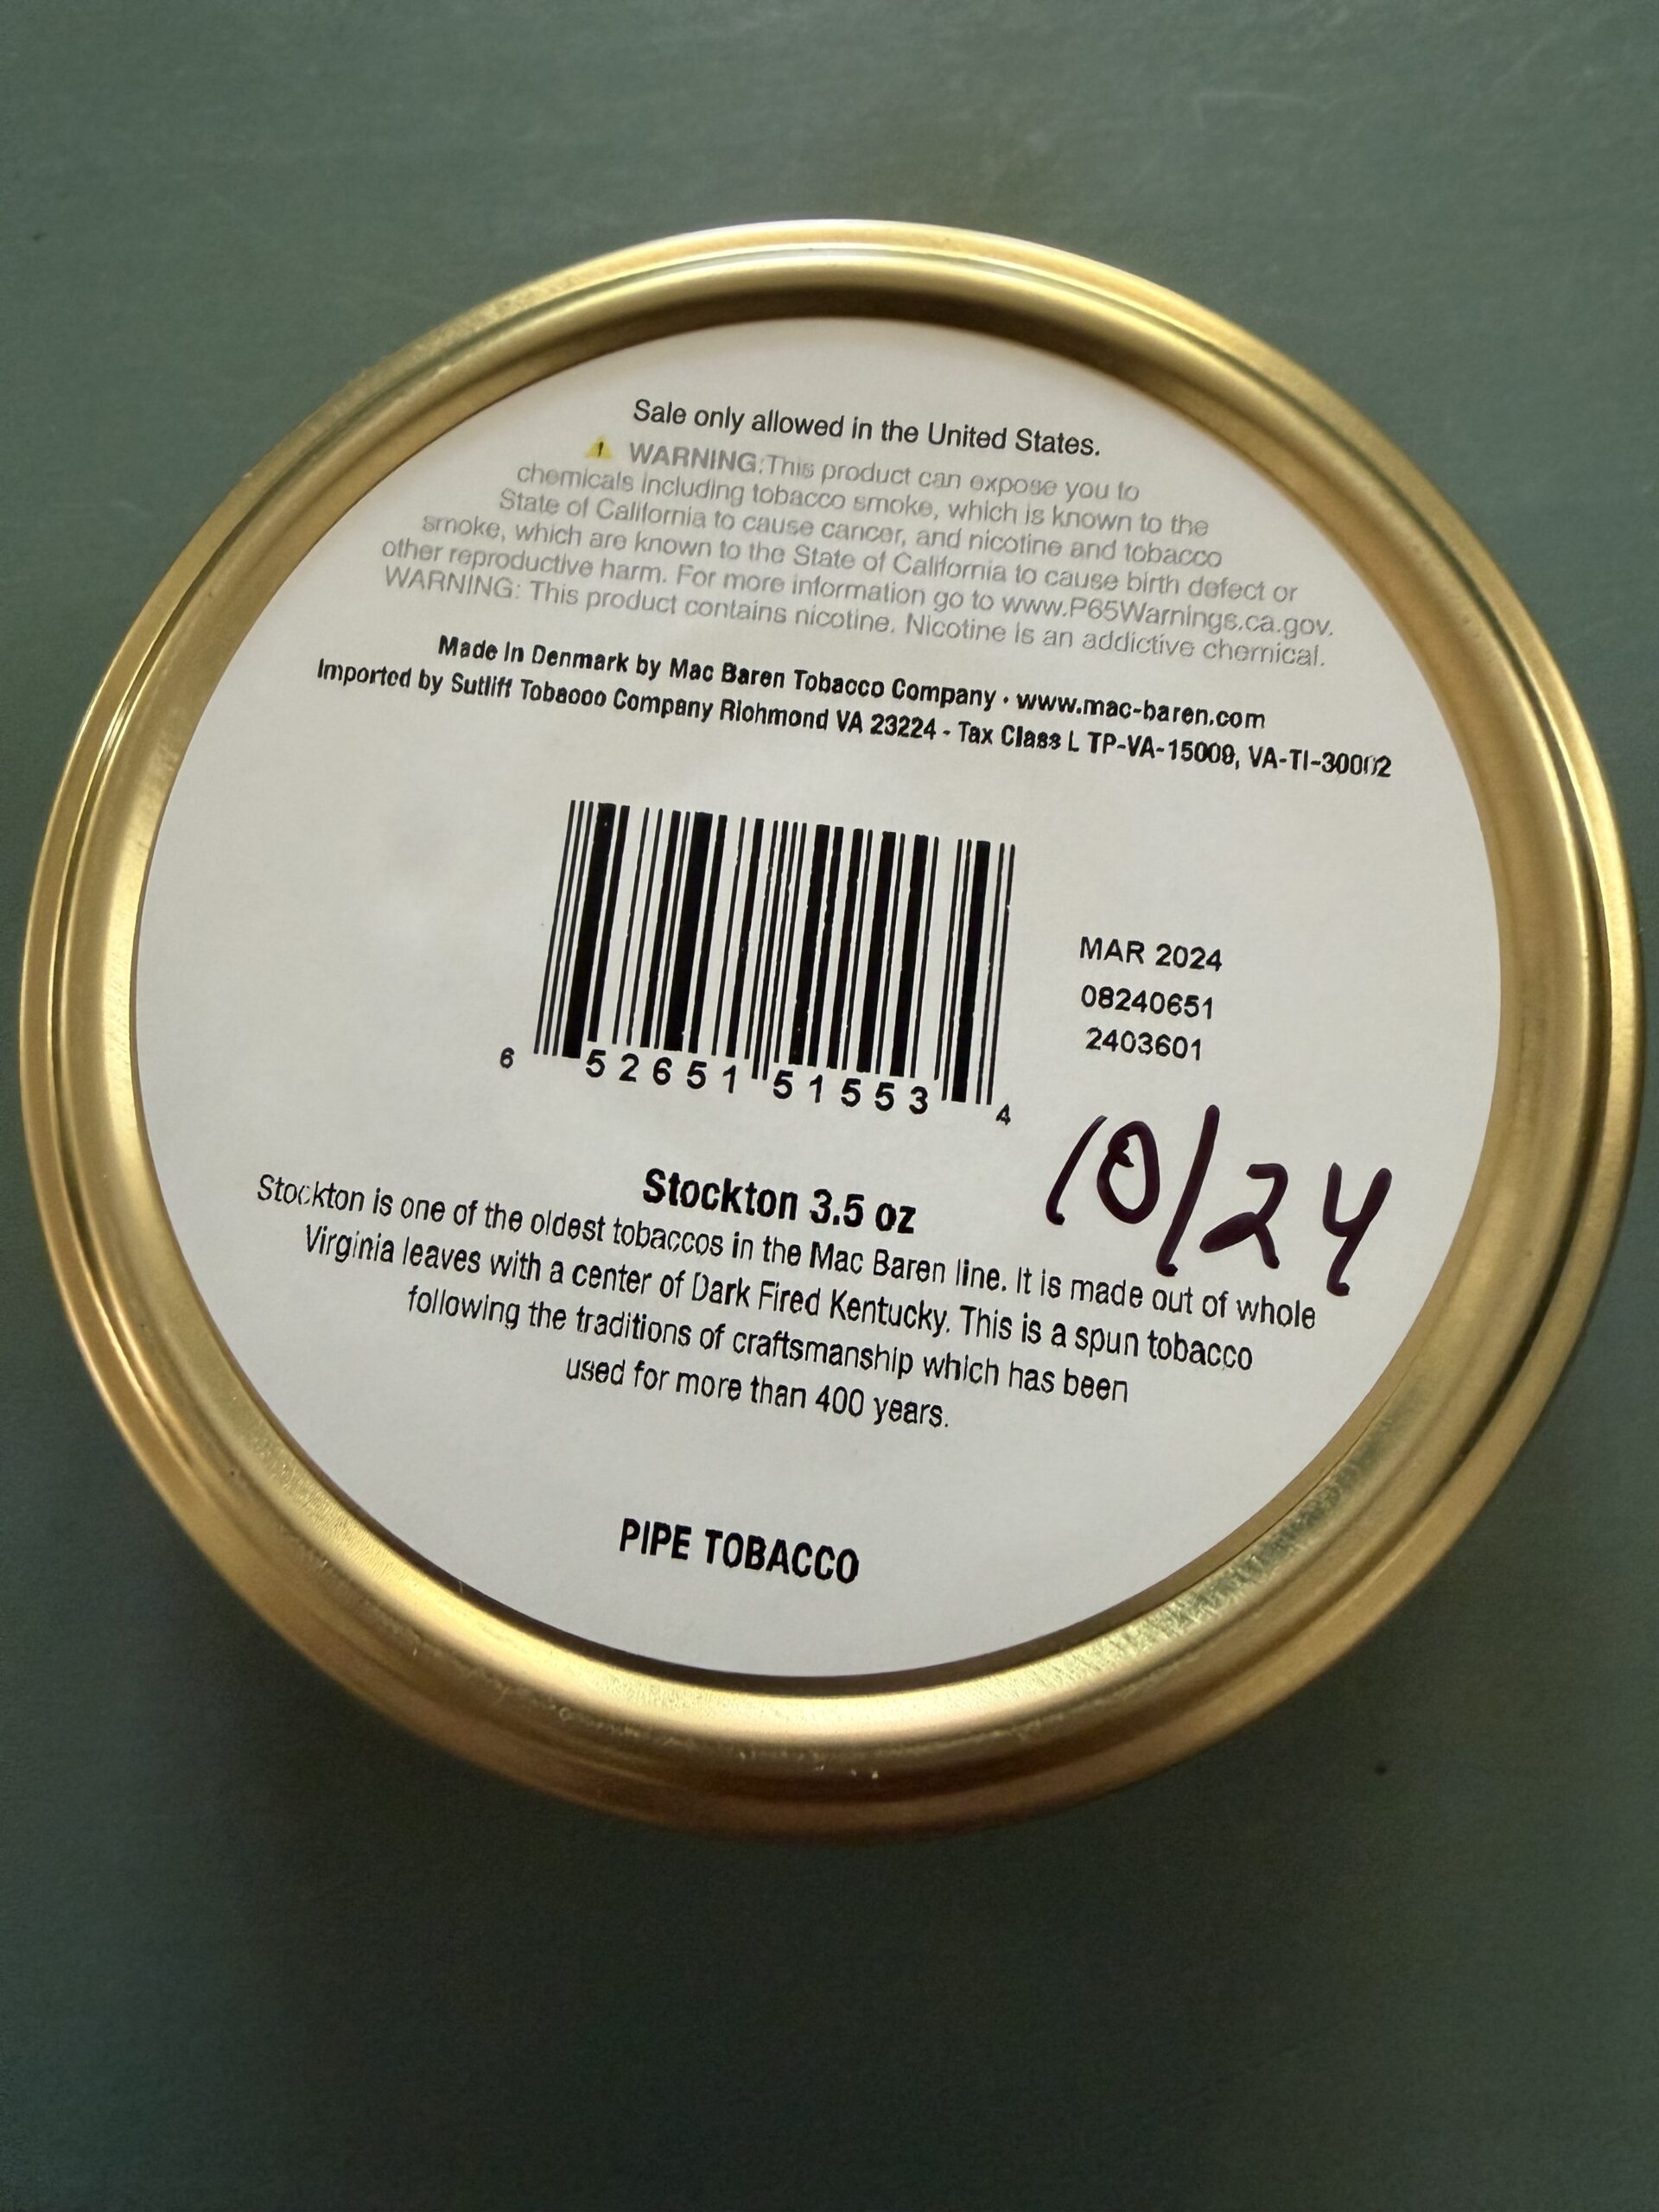 Sale only allowed in the United States.
WARNING:This product can expose you to
chemicals including tobacco smoke, which is known to the
State of California to cause cancer, and nicotine and tobacco
smoke, which are known to the State of California to cause birth defect or
other reproductive harm. For more information go to www.P65Warnings.ca.gov.
WARNING: This product contains nicotine. Nicotine is an addictive chemical.
Made in Denmark by Mac Baren Tobacco Company • www.mac-baren.com
Imported by Sutliff Tobacco Company Richmond VA 23224 - Tax Class L TP-VA-15009, VA-TI-30002
MAR 2024
08240651
2403601
6 52651 51553 4
10/24
Stockton 3.5 oz
Stockton is one of the oldest tobaccos in the Mac Baren line. It is made out of whole
Virginia leaves with a center of Dark Fired Kentucky. This is a spun tobacco
following the traditions of craftsmanship which has been
used for more than 400 years.
PIPE TOBACCO